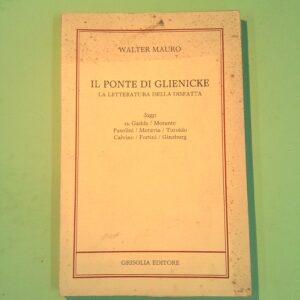 WALTER MAURO
IL PONTE DI GLIENICKE
LA LETTERATURA DELLA DISFATTA
Saggi
su Gadda / Morante
Pasolini / Moravia / Turoldo
Calvino / Fortini / Ginzburg
GRISOLIA EDITORE